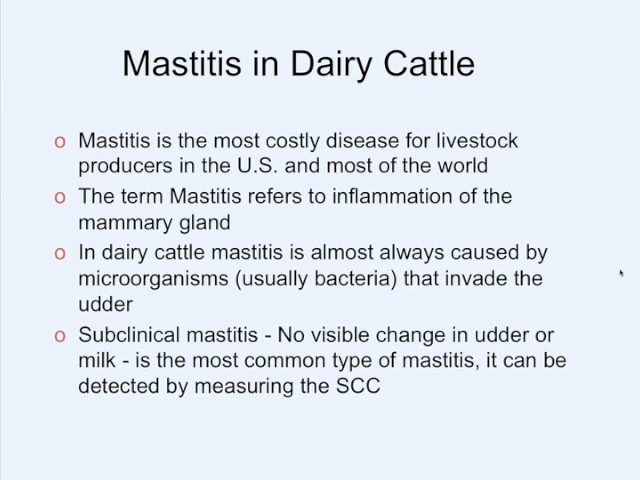 Mastitis in Dairy Cattle
o Mastitis is the most costly disease for livestock
producers in the U.S. and most of the world
o The term Mastitis refers to inflammation of the
mammary gland
o In dairy cattle mastitis is almost always caused by
microorganisms (usually bacteria) that invade the
udder
o Subclinical mastitis - No visible change in udder or
milk - is the most common type of mastitis, it can be
detected by measuring the SCC